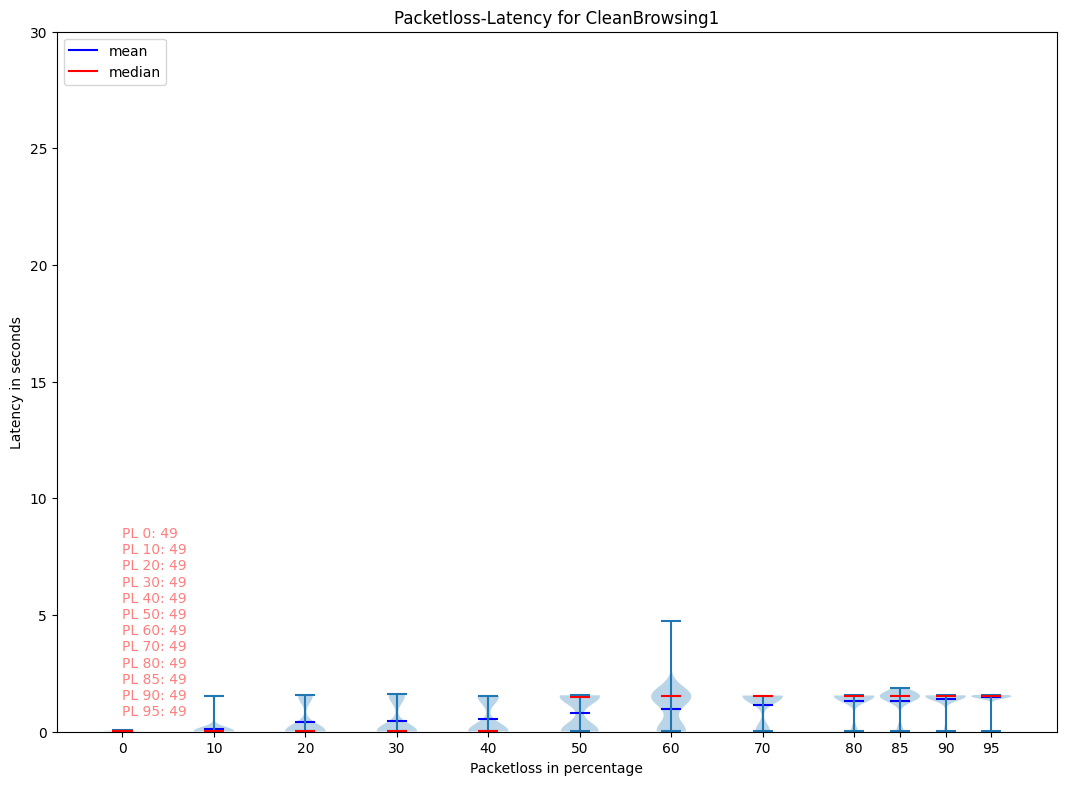 Packetloss-Latency for CleanBrowsing1
mean
median
30
25
20
15
10
5
0
Latency in seconds
PL 0: 49
PL 10: 49
PL 20: 49
PL 30: 49
PL 40: 49
PL 50: 49
PL 60: 49
PL 70: 49
PL 80: 49
PL 85: 49
PL 90: 49
PL 95: 49
0 10 20 30 40 50 60 70 80 85 90 95
Packetloss in percentage